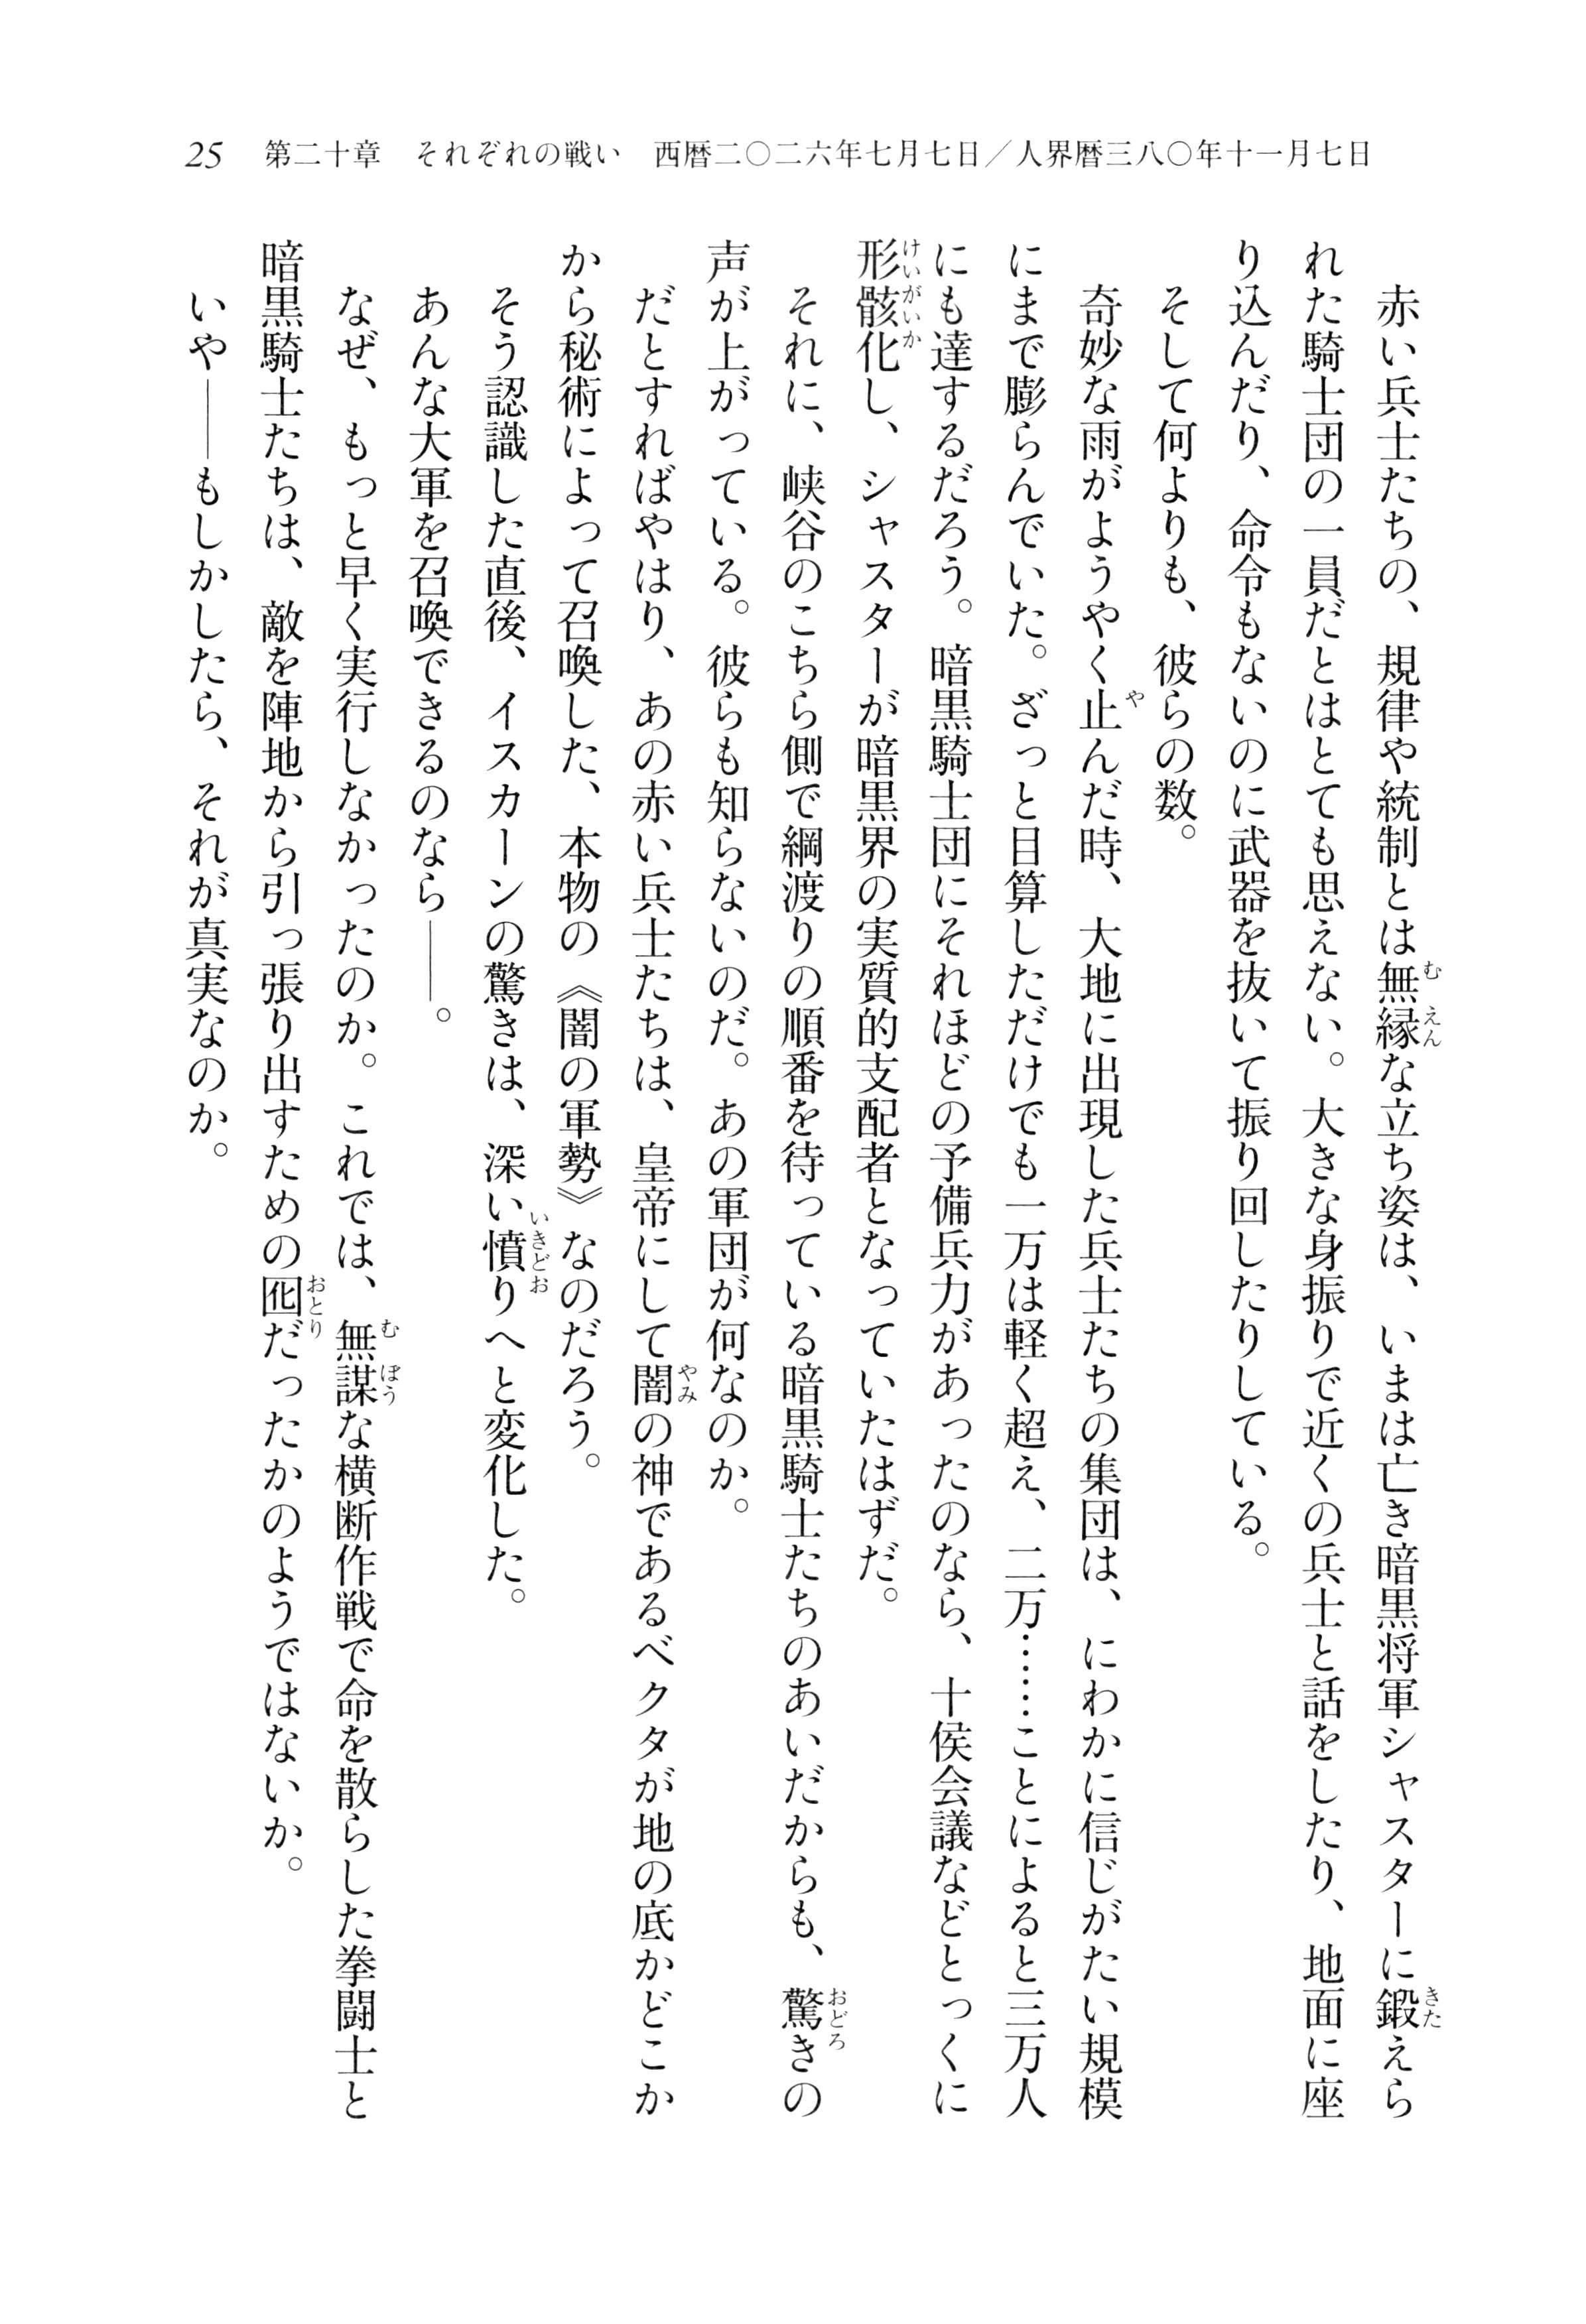 25 第二十章 それぞれの戦い 西暦二〇二六年七月七日／人界暦三八〇年十一月七日
赤い兵士たちの、規律や統制とは無縁な立ち姿は、いまは亡き暗黒将軍シャスターに鍛えら
れた騎士団の一員だとはとても思えない。大きな身振りで近くの兵士と話をしたり、地面に座
り込んだり、命令もないのに武器を抜いて振り回したりしている。
そして何よりも、彼らの数。
奇妙な雨がようやく止んだ時、大地に出現した兵士たちの集団は、にわかに信じがたい規模
にまで膨らんでいた。ざっと目算しただけでも一万は軽く超え、二万……ことによると三万人
にも達するだろう。暗黒騎士団にそれほどの予備兵力があったのなら、十侯会議などとっくに
形骸化し、シャスターが暗黒界の実質的支配者となっていたはずだ。
それに、峡谷のこちら側で綱渡りの順番を待っている暗黒騎士たちのあいだからも、驚きの
声が上がっている。彼らも知らないのだ。あの軍団が何なのか。
だとすればやはり、あの赤い兵士たちは、皇帝にして闇の神であるベクタが地の底かどこか
から秘術によって召喚した、本物の《闇の軍勢》なのだろう。
そう認識した直後、イスカーンの驚きは、深い憤りへと変化した。
あんな大軍を召喚できるのなら――。
なぜ、もっと早く実行しなかったのか。これでは、無謀な横断作戦で命を散らした拳闘士と
暗黒騎士たちは、敵を陣地から引っ張り出すための囮だったかのようではないか。
いや――もしかしたら、それが真実なのか。